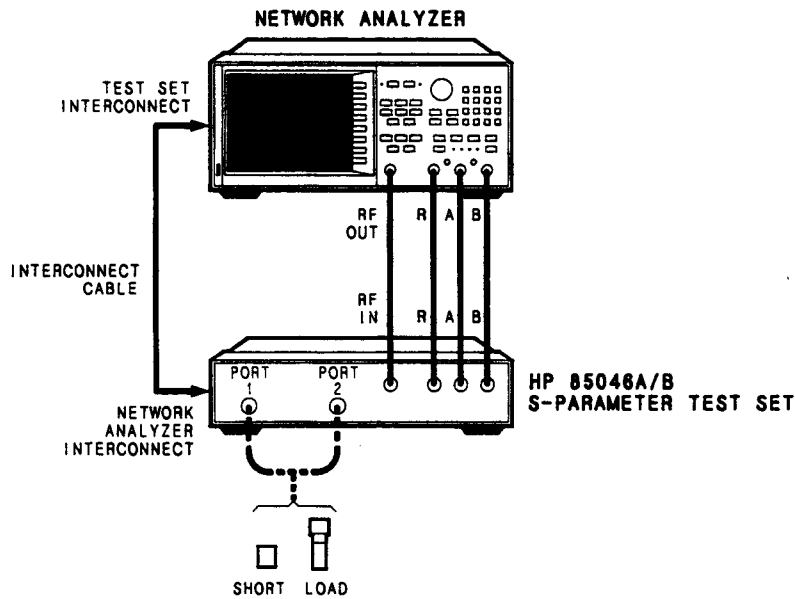 NETWORK ANALYZER
TEST SET
INTERCONNECT
RF
OUT
R
A
B
INTERCONNECT
CABLE
RF
IN
R
A
B
PORT
1
PORT
2
HP 85046A/B
S-PARAMETER TEST SET
NETWORK
ANALYZER
INTERCONNECT
SHORT
LOAD